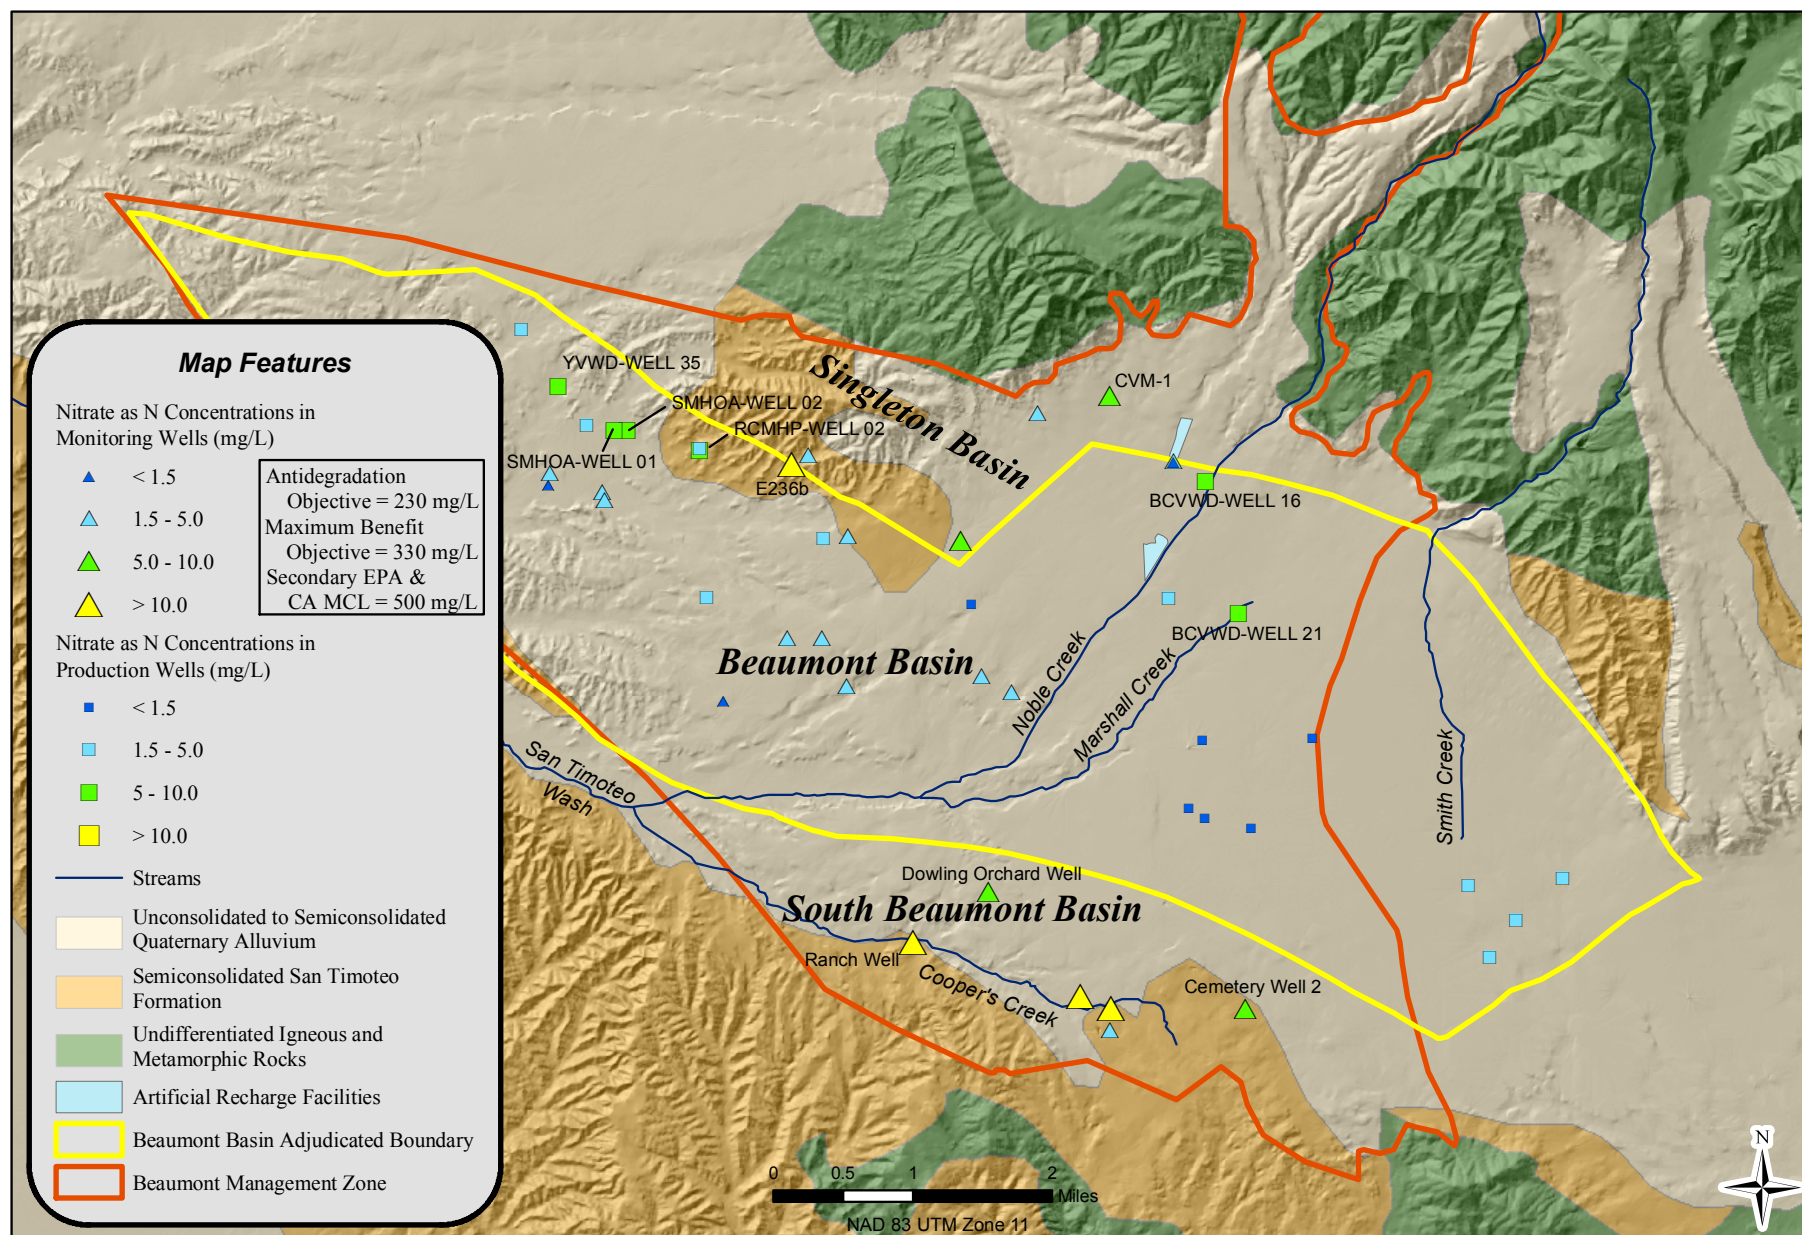 Map Features
Nitrate as N Concentrations in
Monitoring Wells (mg/L)
< 1.5
1.5 - 5.0
5.0 - 10.0
> 10.0
Antidegradation
Objective = 230 mg/L
Maximum Benefit
Objective = 330 mg/L
Secondary EPA &
CA MCL = 500 mg/L
Nitrate as N Concentrations in
Production Wells (mg/L)
< 1.5
1.5 - 5.0
5 - 10.0
> 10.0
Streams
Unconsolidated to Semiconsolidated
Quaternary Alluvium
Semiconsolidated San Timoteo
Formation
Undifferentiated Igneous and
Metamorphic Rocks
Artificial Recharge Facilities
Beaumont Basin Adjudicated Boundary
Beaumont Management Zone
YVWD-WELL 35
SMHOA-WELL 02
RCMHP-WELL 02
SMHOA-WELL 01
E236b
Singleton Basin
CVM-1
BCVWD-WELL 16
BCVWD-WELL 21
Beaumont Basin
Noble Creek
Marshall Creek
Smith Creek
San Timoteo
Wash
Dowling Orchard Well
South Beaumont Basin
Ranch Well
Cooper's Creek
Cemetery Well 2
0 0.5 1 2
Miles
NAD 83 UTM Zone 11
N